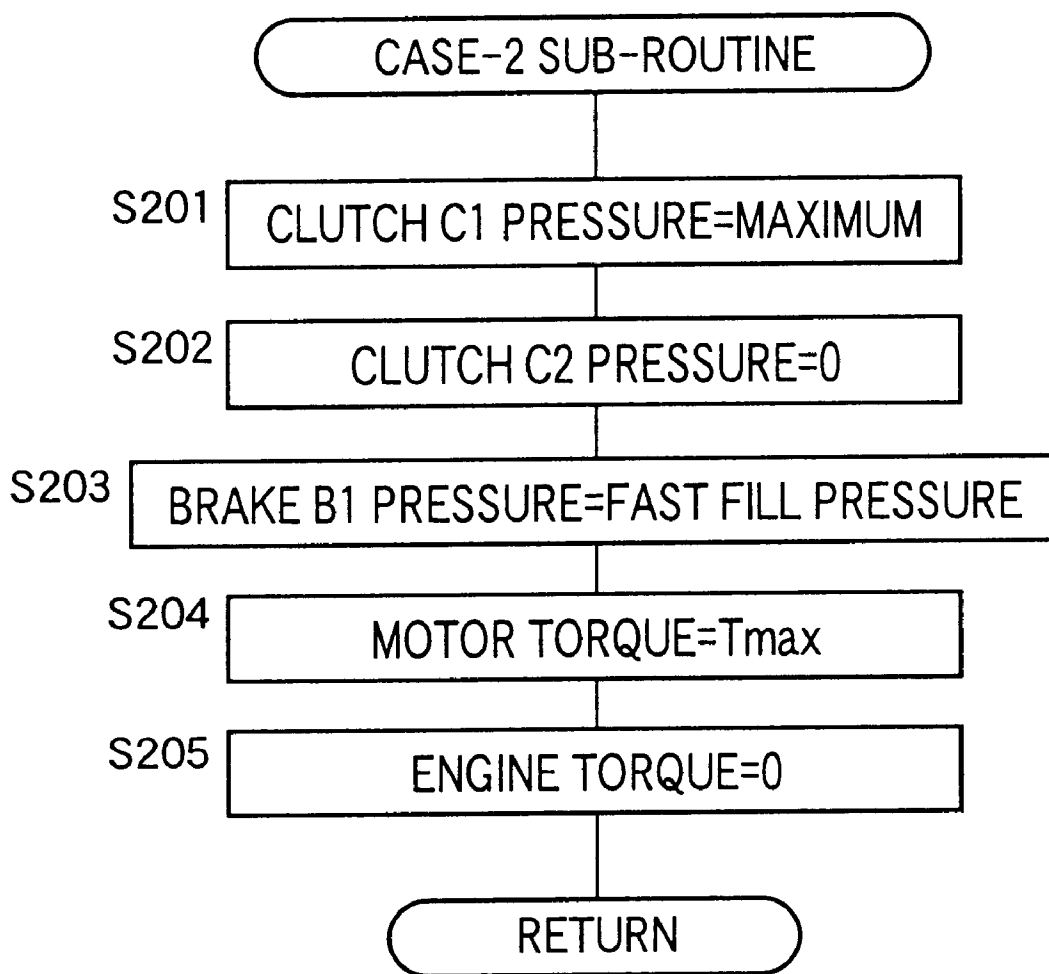 CASE-2 SUB-ROUTINE
S201
CLUTCH C1 PRESSURE=MAXIMUM
S202
CLUTCH C2 PRESSURE=0
S203
BRAKE B1 PRESSURE=FAST FILL PRESSURE
S204
MOTOR TORQUE=Tmax
S205
ENGINE TORQUE=0
RETURN